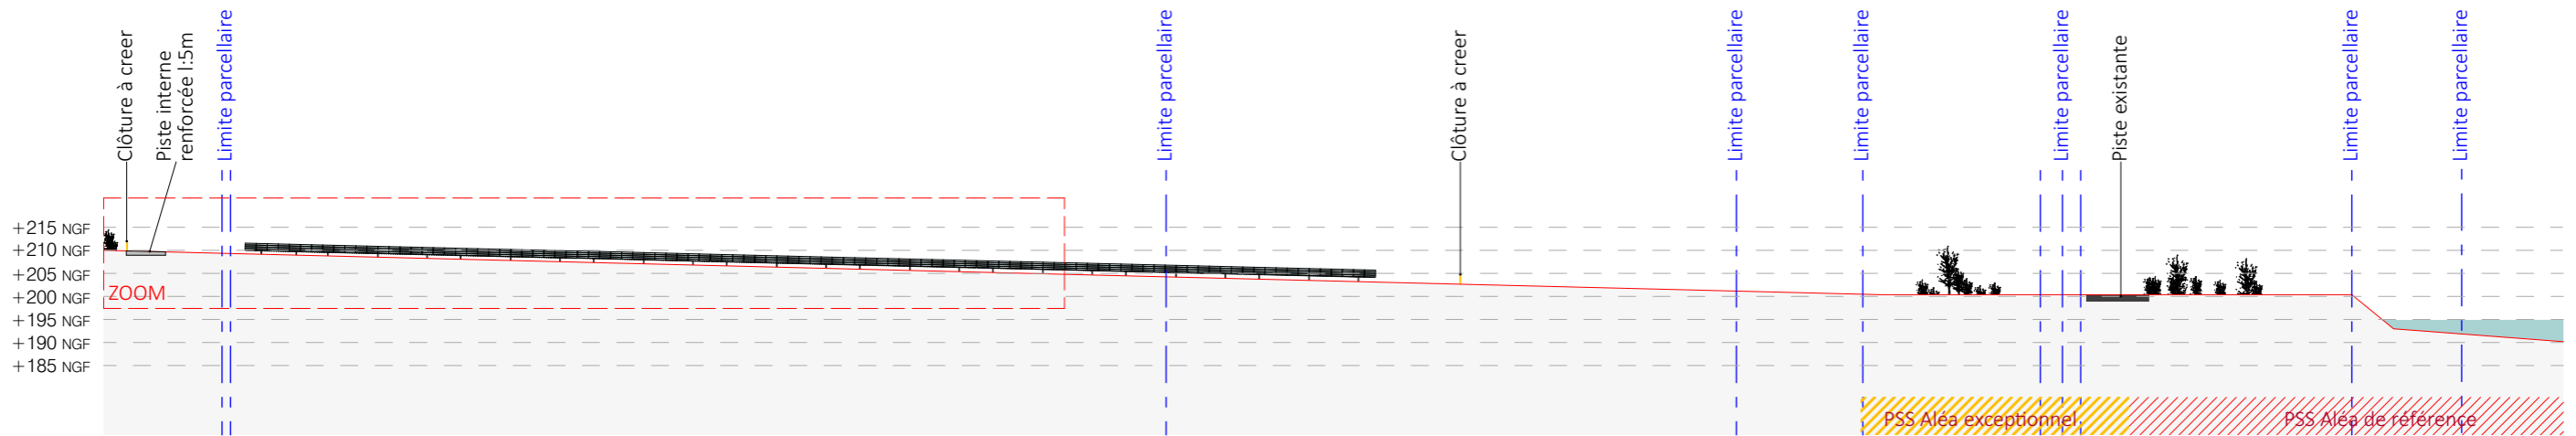 Clôture à creer
Piste interne
renforcée l:5m
Limite parcellaire
Limite parcellaire
Clôture à creer
Limite parcellaire
Limite parcellaire
Limite parcellaire
Piste existante
Limite parcellaire
Limite parcellaire
+215 NGF
+210 NGF
+205 NGF
+200 NGF
+195 NGF
+190 NGF
+185 NGF
ZOOM
PSS Aléa exceptionnel
PSS Aléa de référence